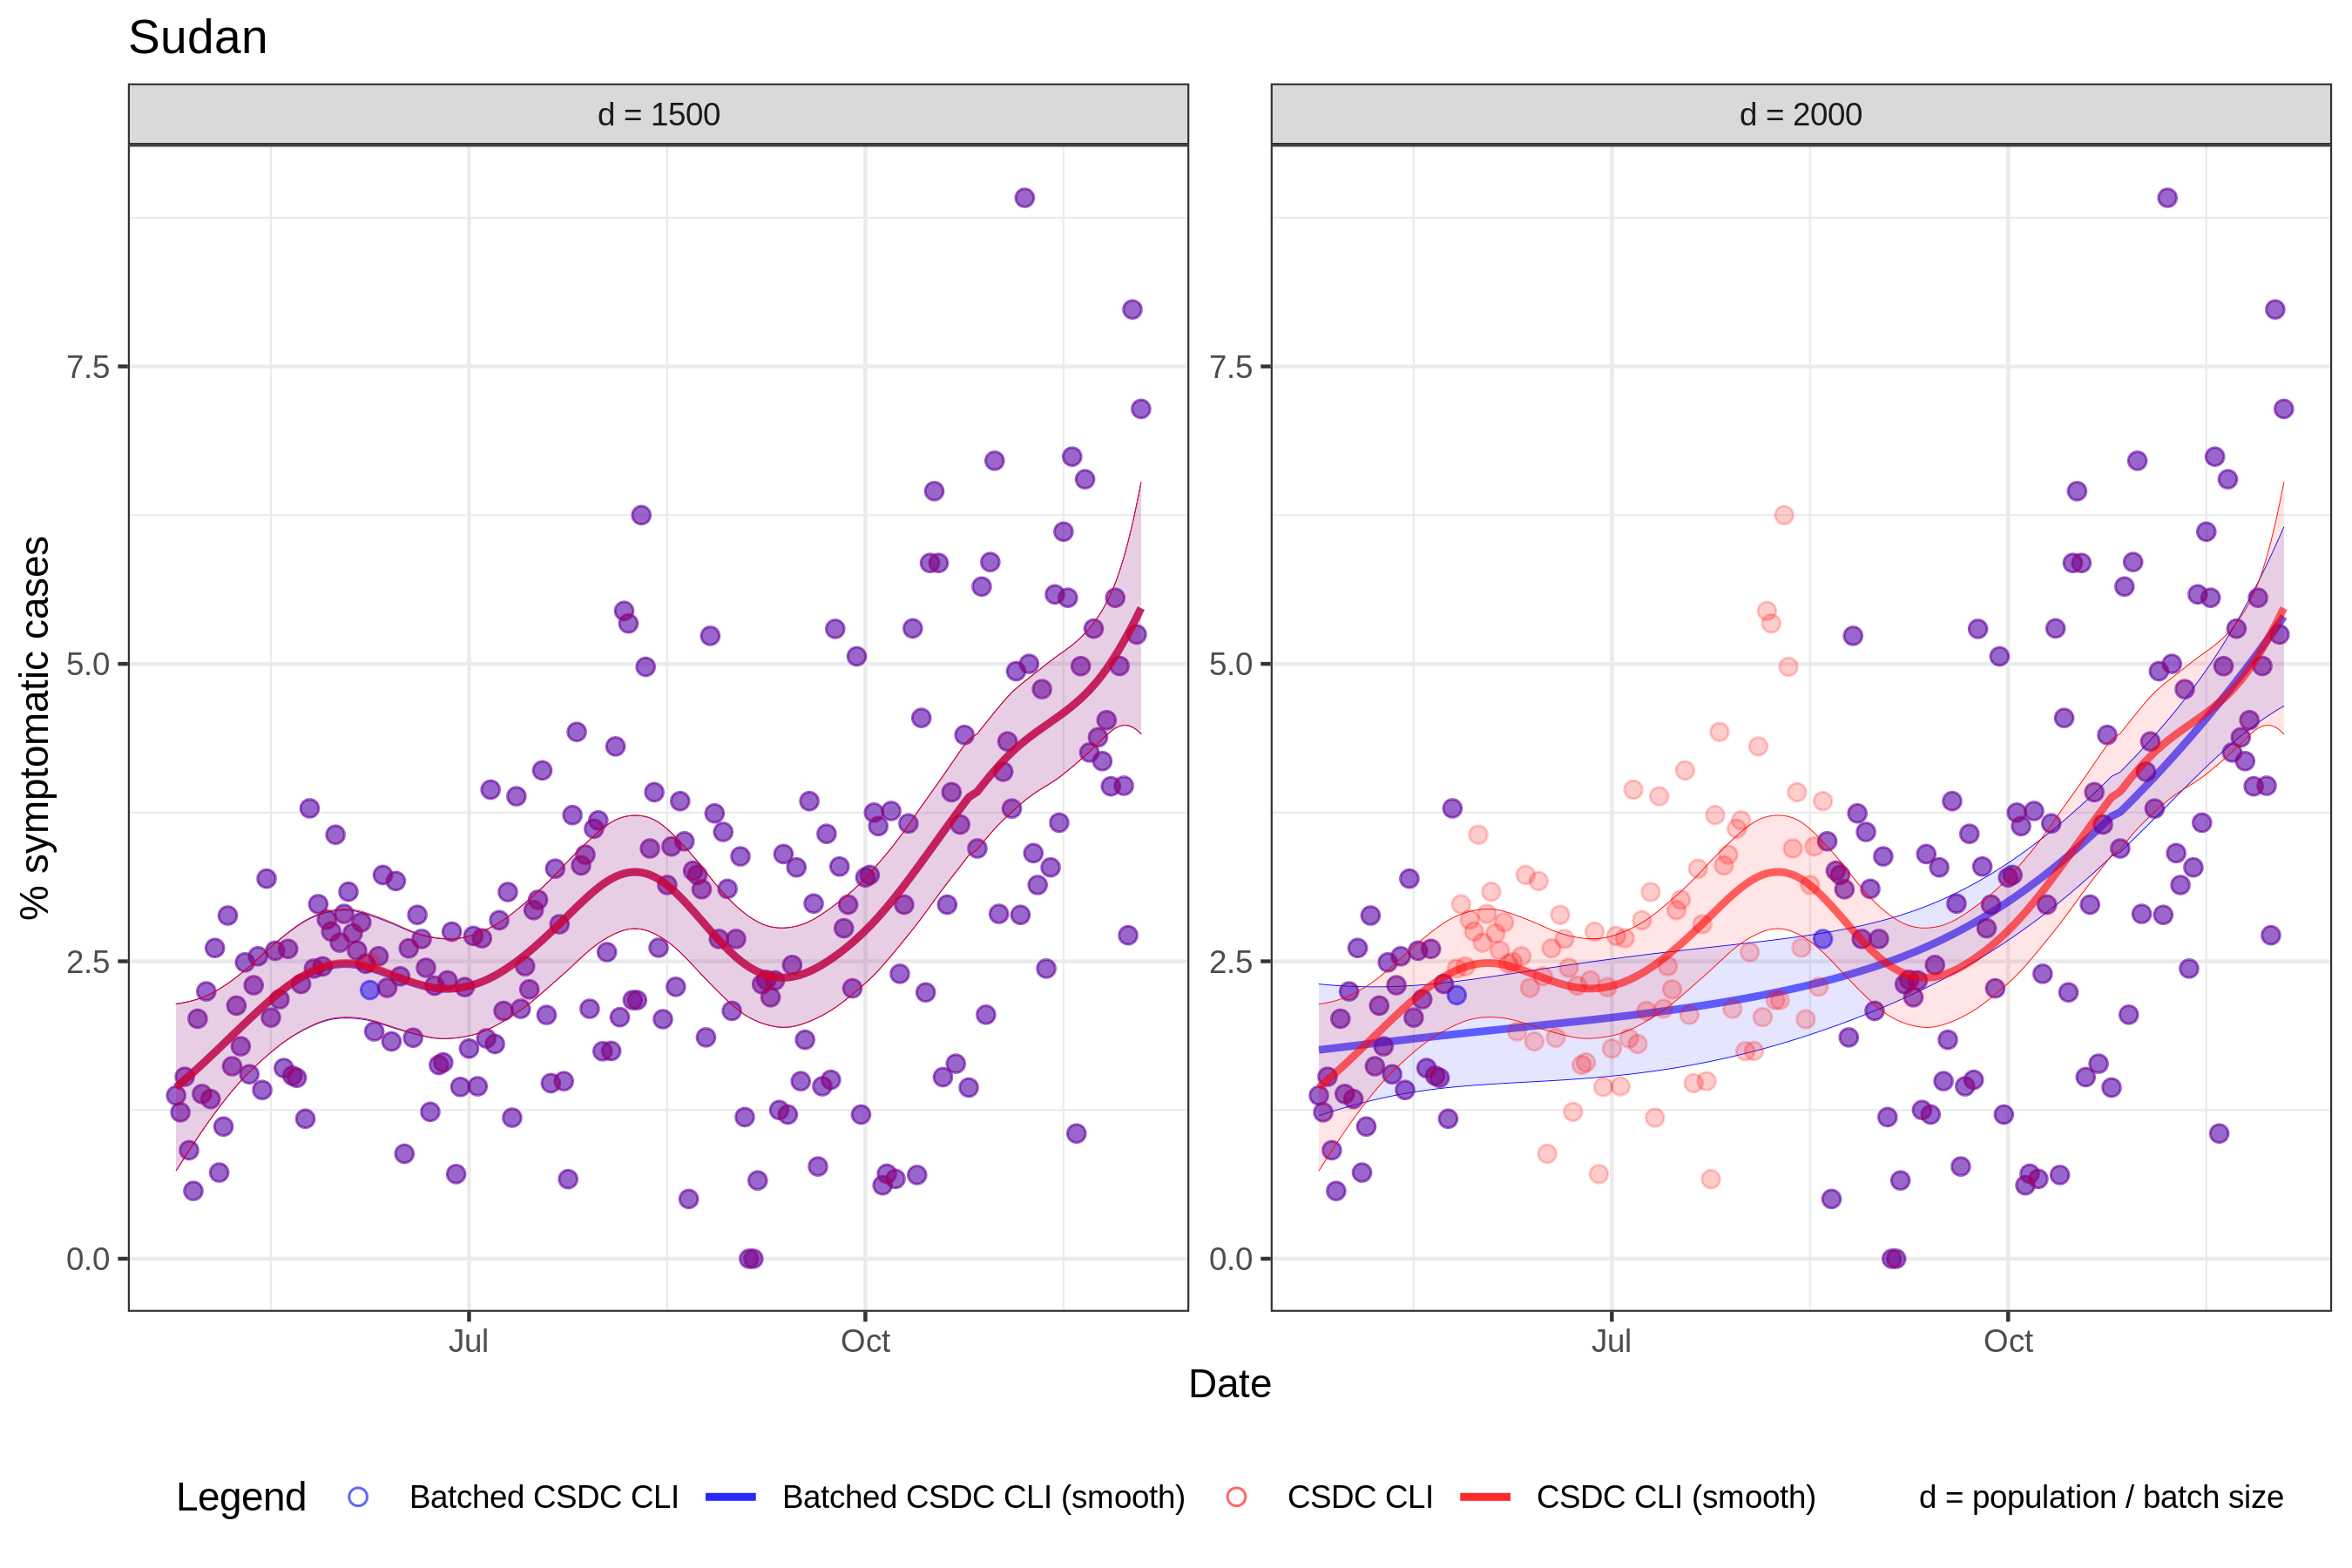 Sudan
d = 1500
d = 2000
% symptomatic cases
7.5
5.0
2.5
0.0
7.5
5.0
2.5
0.0
Jul
Oct
Jul
Oct
Date
Legend Batched CSDC CLI Batched CSDC CLI (smooth) CSDC CLI CSDC CLI (smooth) d = population / batch size